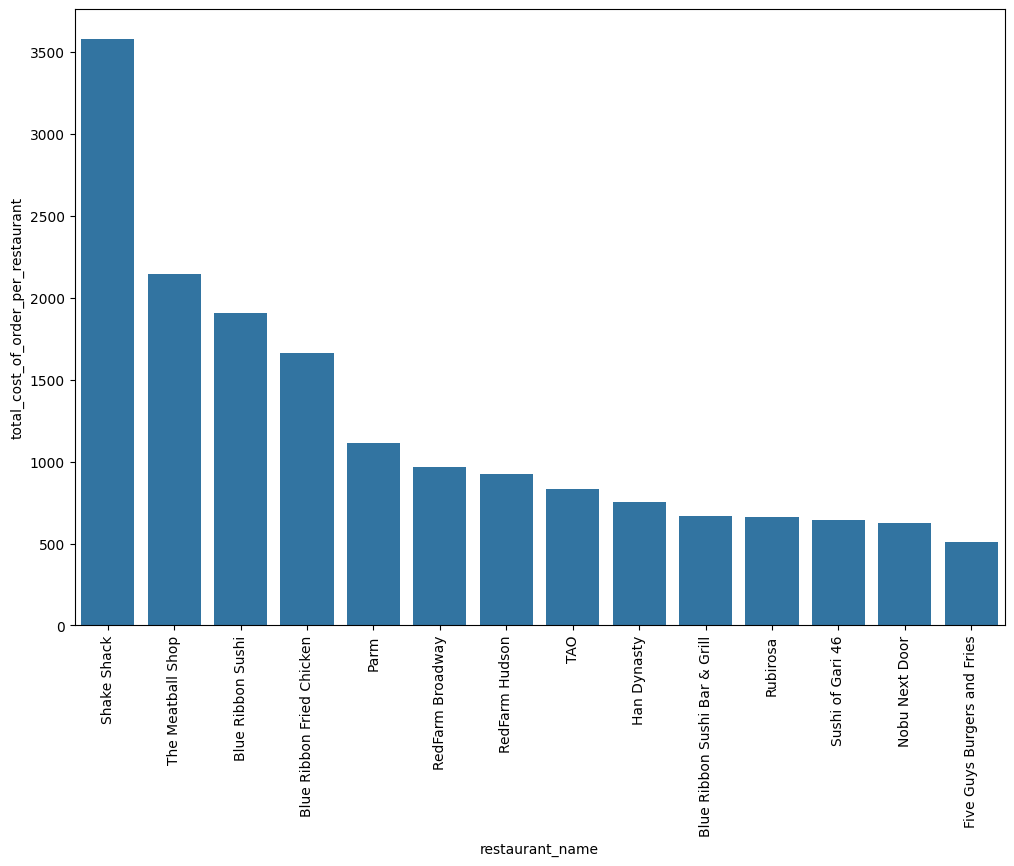 total_cost_of_order_per_restaurant
3500
3000
2500
2000
1500
1000
500
0
Shake Shack
The Meatball Shop
Blue Ribbon Sushi
Blue Ribbon Fried Chicken
Parm
RedFarm Broadway
RedFarm Hudson
TAO
Han Dynasty
Blue Ribbon Sushi Bar & Grill
Rubirosa
Sushi of Gari 46
Nobu Next Door
Five Guys Burgers and Fries
restaurant_name